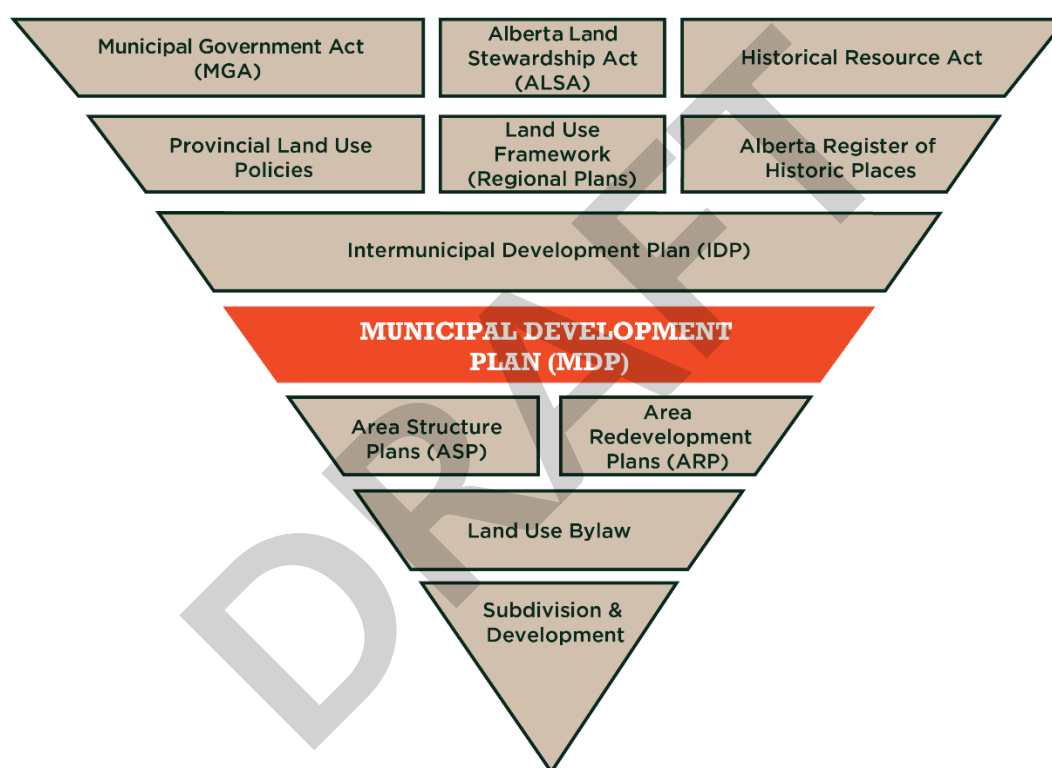 Municipal Government Act
(MGA)
Alberta Land
Stewardship Act
(ALSA)
Historical Resource Act
Provincial Land Use
Policies
Land Use
Framework
(Regional Plans)
Alberta Register of
Historic Places
Intermunicipal Development Plan (IDP)
MUNICIPAL DEVELOPMENT
PLAN (MDP)
Area Structure
Plans (ASP)
Area
Redevelopment
Plans (ARP)
Land Use Bylaw
Subdivision &
Development
DRAFT